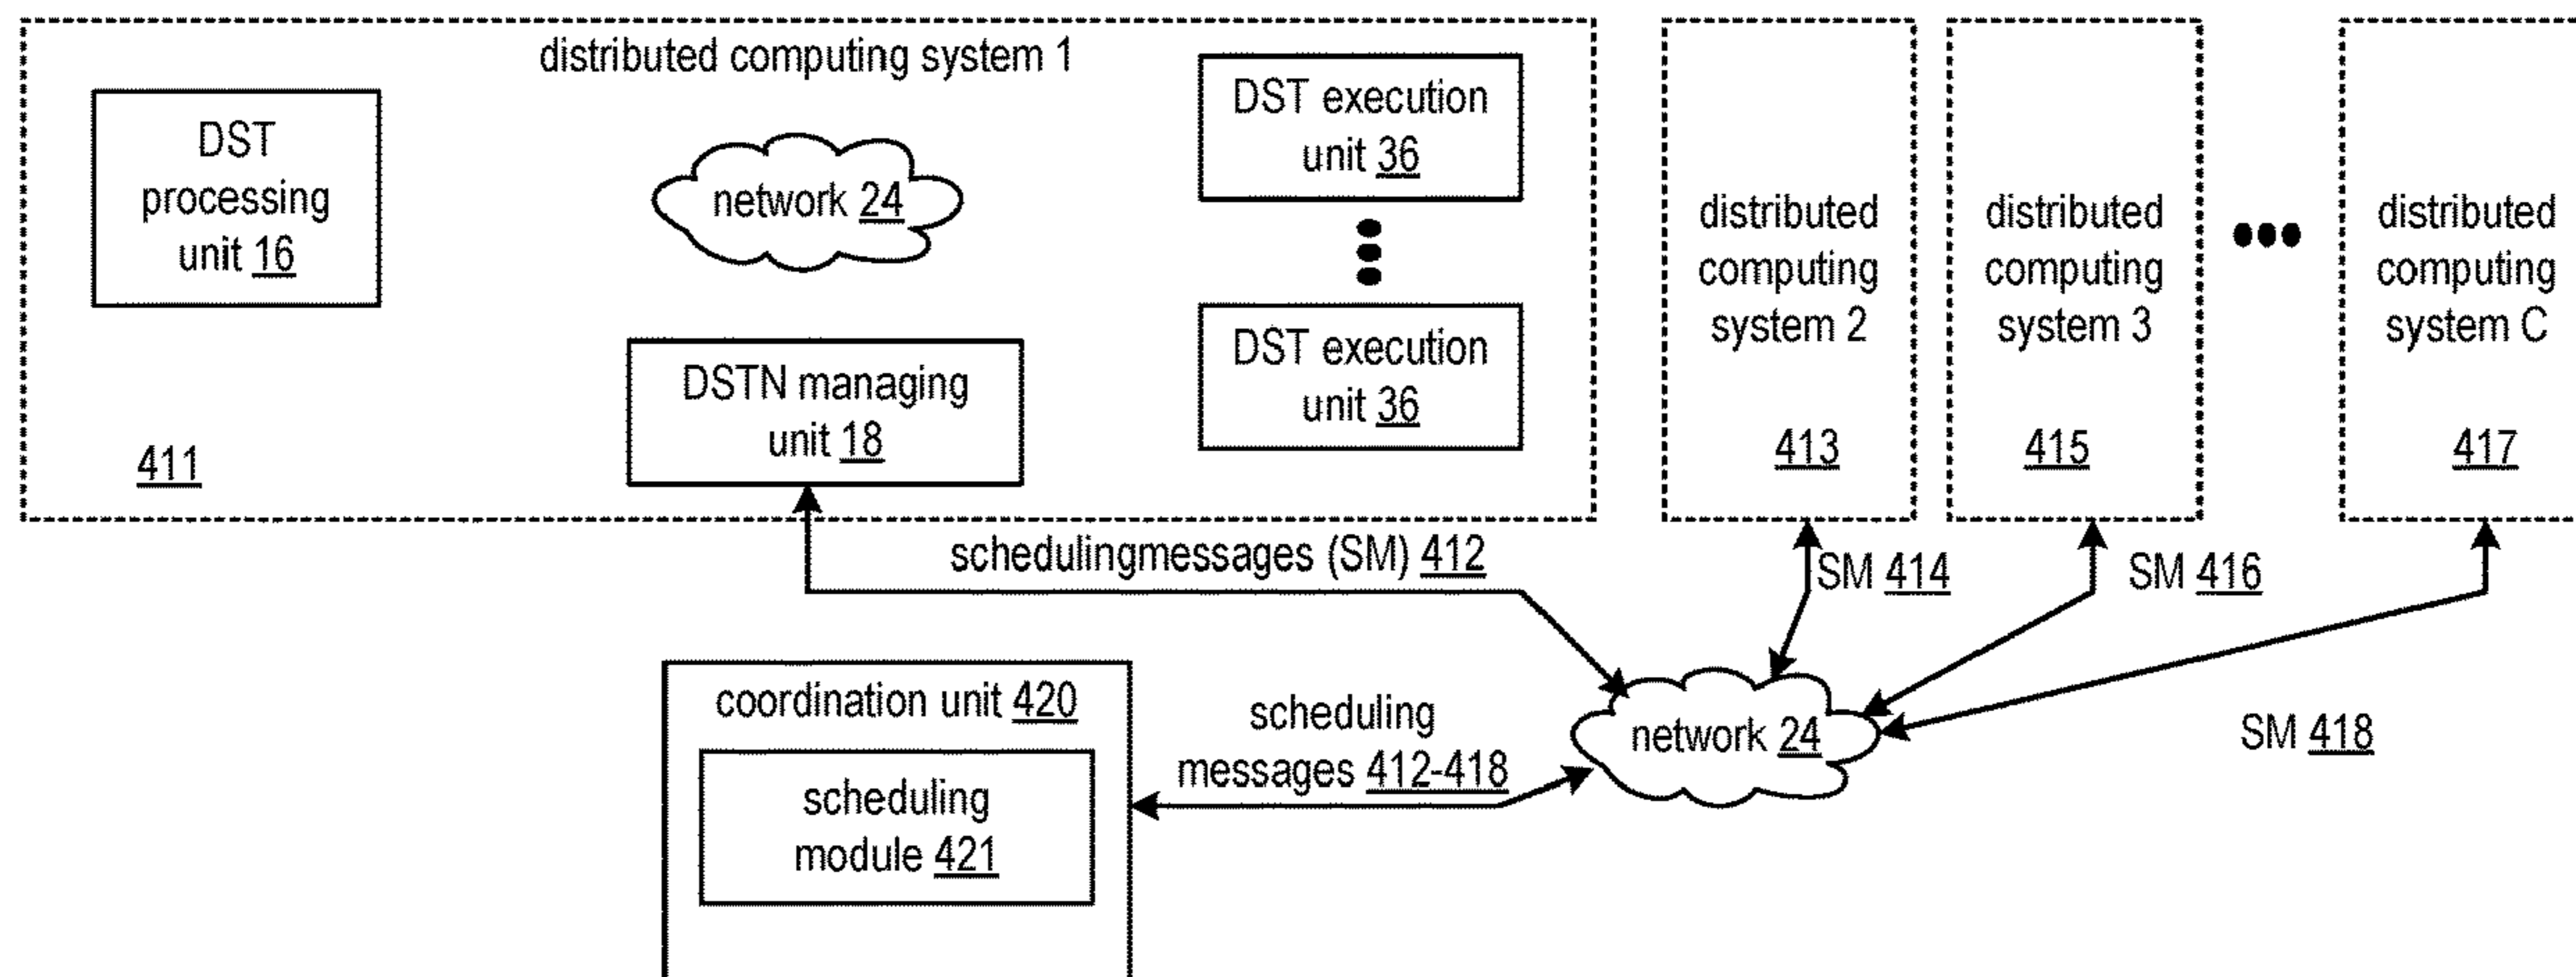 distributed computing system 1
DST
processing
unit 16
network 24
DST execution
unit 36
DST execution
unit 36
DSTN managing
unit 18
411
distributed
computing
system 2
413
distributed
computing
system 3
415
distributed
computing
system C
417
schedulingmessages (SM) 412
SM 414
SM 416
SM 418
coordination unit 420
scheduling
module 421
scheduling
messages 412-418
network 24